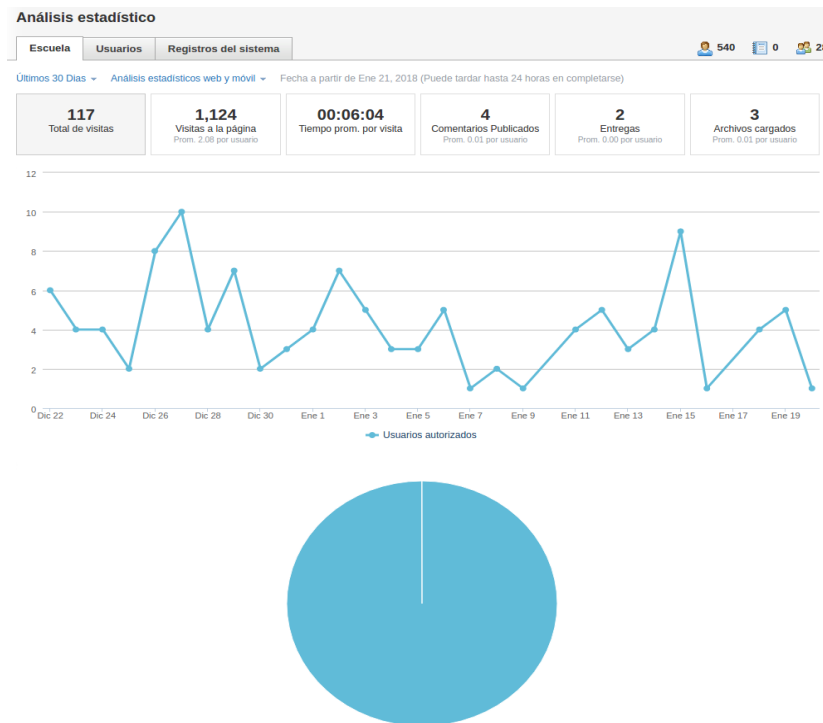 Análisis estadístico
Escuela Usuarios Registros del sistema 540 0 28
Últimos 30 Dias Análisis estadísticos web y móvil Fecha a partir de Ene 21, 2018 (Puede tardar hasta 24 horas en completarse)
117 1,124 00:06:04 4 2 3
Total de visitas Visitas a la página Tiempo prom. por visita Comentarios Publicados Entregas Archivos cargados
Prom. 2.08 por usuario Prom. 0.01 por usuario Prom. 0.00 por usuario Prom. 0.01 por usuario
12
10
8
6
4
2
0
Dic 22 Dic 24 Dic 26 Dic 28 Dic 30 Ene 1 Ene 3 Ene 5 Ene 7 Ene 9 Ene 11 Ene 13 Ene 15 Ene 17 Ene 19
Usuarios autorizados